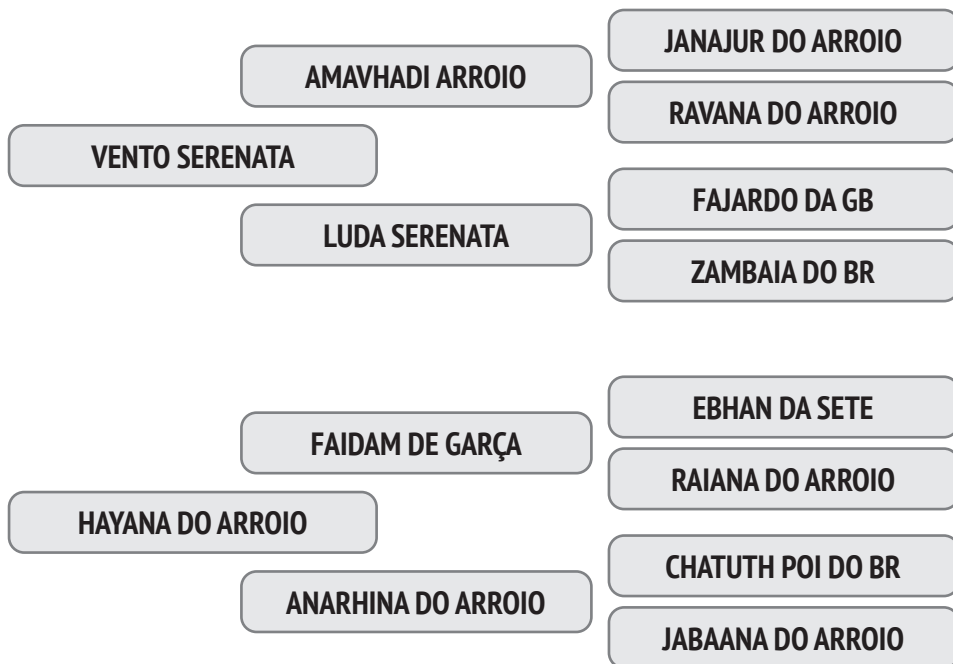 JANAJUR DO ARROIO
AMAVHADI ARROIO
RAVANA DO ARROIO
VENTO SERENATA
FAJARDO DA GB
LUDA SERENATA
ZAMBAIA DO BR
EBHAN DA SETE
FAIDAM DE GARÇA
RAIANA DO ARROIO
HAYANA DO ARROIO
CHATUTH POI DO BR
ANARHINA DO ARROIO
JABAANA DO ARROIO